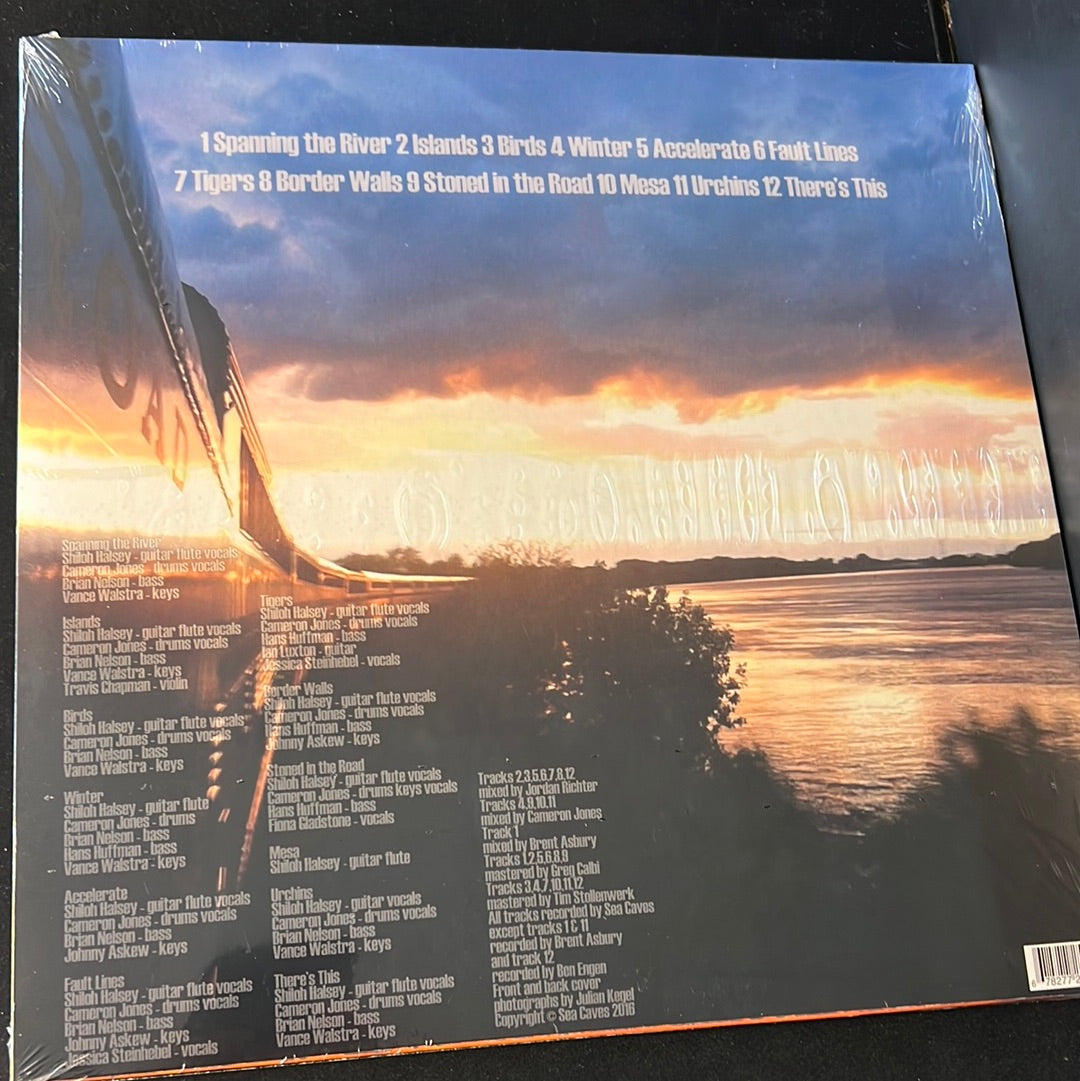 1 Spanning the River 2 Islands 3 Birds 4 Winter 5 Accelerate 6 Fault Lines
7 Tigers 8 Border Walls 9 Stoned in the Road 10 Mesa 11 Urchins 12 There's This
Spanning the River
Shiloh Halsey - guitar flute vocals
Cameron Jones - drums vocals
Brian Nelson - bass
Vance Walstra - keys
Islands
Shiloh Halsey - guitar flute vocals
Cameron Jones - drums vocals
Brian Nelson - bass
Vance Walstra - keys
Travis Chapman - violin
Birds
Shiloh Halsey - guitar flute vocals
Cameron Jones - drums vocals
Brian Nelson - bass
Vance Walstra - keys
Winter
Shiloh Halsey - guitar flute
Cameron Jones - drums
Brian Nelson - bass
Hans Huffman - bass
Vance Walstra - keys
Accelerate
Shiloh Halsey - guitar flute vocals
Cameron Jones - drums vocals
Brian Nelson - bass
Johnny Askew - keys
Fault Lines
Shiloh Halsey - guitar flute vocals
Cameron Jones - drums vocals
Brian Nelson - bass
Johnny Askew - keys
Jessica Steinhebel - vocals
Tigers
Shiloh Halsey - guitar flute vocals
Cameron Jones - drums vocals
Hans Huffman - bass
Ian Luxton - guitar
Jessica Steinhebel - vocals
Border Walls
Shiloh Halsey - guitar flute vocals
Cameron Jones - drums vocals
Hans Huffman - bass
Johnny Askew - keys
Stoned in the Road
Shiloh Halsey - guitar flute vocals
Cameron Jones - drums keys vocals
Hans Huffman - bass
Fiona Gladstone - vocals
Mesa
Shiloh Halsey - guitar flute
Urchins
Shiloh Halsey - guitar vocals
Cameron Jones - drums vocals
Brian Nelson - bass
Vance Walstra - keys
There's This
Shiloh Halsey - guitar flute vocals
Cameron Jones - drums vocals
Brian Nelson - bass
Vance Walstra - keys
Tracks 2,3,5,6,7,8,12
mixed by Jordan Richter
Tracks 4,9,10,11
mixed by Cameron Jones
Track 1
mixed by Brent Asbury
Tracks 1,2,5,6,8,9
mastered by Greg Calbi
Tracks 3,4,7,10,11,12
mastered by Tim Stollenwerk
All tracks recorded by Sea Caves
except tracks 1 & 11
recorded by Brent Asbury
and track 12
recorded by Ben Engen
Front and back cover
photographs by Julian Kegel
Copyright © Sea Caves 2016
6 78277 2